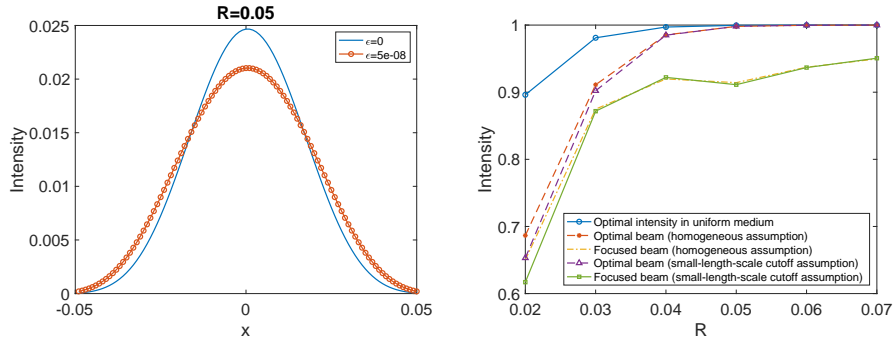 R=0.05
ϵ=0
ϵ=5e-08
0.025
0.02
0.015
0.01
0.005
0
Intensity
-0.05
0
0.05
x
1
0.9
0.8
0.7
0.6
Intensity
Optimal intensity in uniform medium
Optimal beam (homogeneous assumption)
Focused beam (homogeneous assumption)
Optimal beam (small-length-scale cutoff assumption)
Focused beam (small-length-scale cutoff assumption)
0.02
0.03
0.04
0.05
0.06
0.07
R